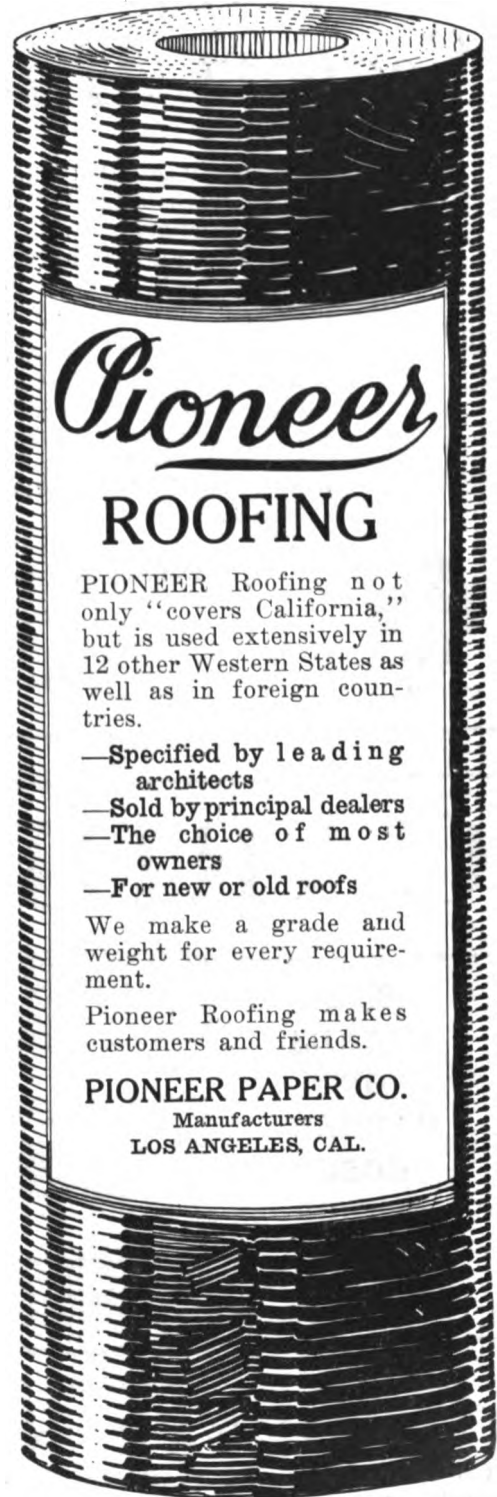 Pioneer
ROOFING
PIONEER Roofing not
only “covers California,”
but is used extensively in
12 other Western States as
well as in foreign coun-
tries.
—Specified by leading
architects
—Sold by principal dealers
—The choice of most
owners
—For new or old roofs
We make a grade and
weight for every require-
ment.
Pioneer Roofing makes
customers and friends.
PIONEER PAPER CO.
Manufacturers
LOS ANGELES, CAL.